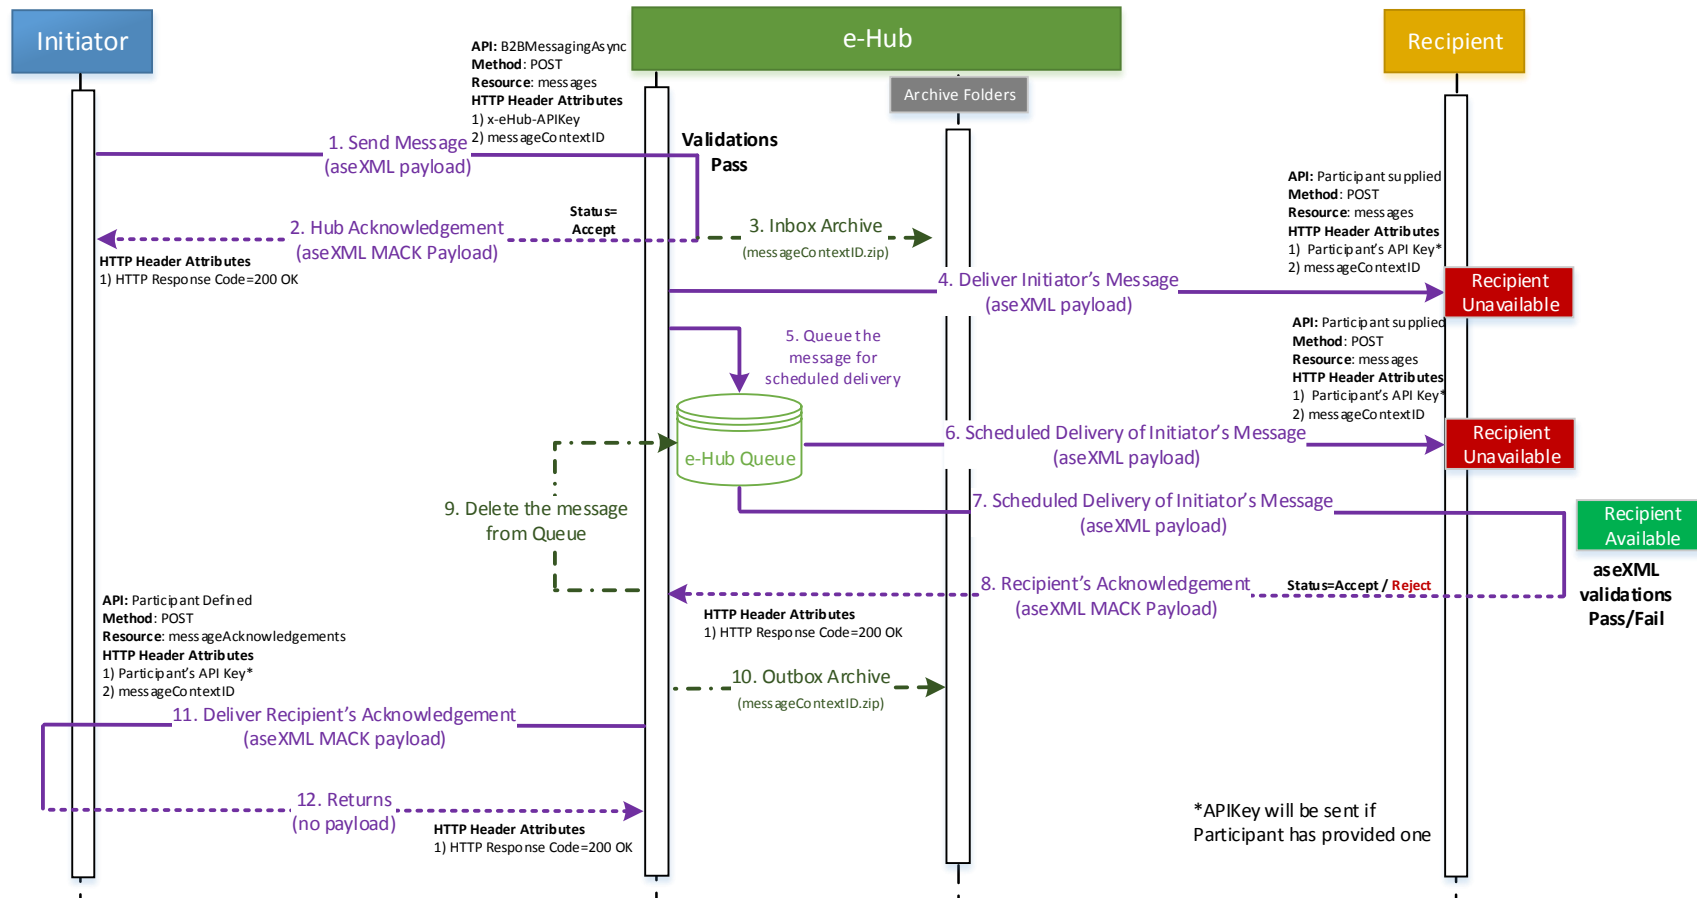 Initiator
e-Hub
Recipient
Archive Folders
API: B2BMessagingAsync
Method: POST
Resource: messages
HTTP Header Attributes
1) x-eHub-APIKey
2) messageContextID
1. Send Message
(aseXML payload)
Validations
Pass
2. Hub Acknowledgement
(aseXML MACK Payload)
Status=
Accept
HTTP Header Attributes
1) HTTP Response Code=200 OK
3. Inbox Archive
(messageContextID.zip)
API: Participant supplied
Method: POST
Resource: messages
HTTP Header Attributes
1) Participant's API Key*
2) messageContextID
4. Deliver Initiator's Message
(aseXML payload)
Recipient
Unavailable
5. Queue the
message for
scheduled delivery
API: Participant supplied
Method: POST
Resource: messages
HTTP Header Attributes
1) Participant's API Key*
2) messageContextID
e-Hub Queue
6. Scheduled Delivery of Initiator's Message
(aseXML payload)
Recipient
Unavailable
7. Scheduled Delivery of Initiator's Message
(aseXML payload)
Recipient
Available
aseXML
validations
Pass/Fail
8. Recipient's Acknowledgement
(aseXML MACK Payload)
Status=Accept / Reject
HTTP Header Attributes
1) HTTP Response Code=200 OK
9. Delete the message
from Queue
10. Outbox Archive
(messageContextID.zip)
API: Participant Defined
Method: POST
Resource: messageAcknowledgements
HTTP Header Attributes
1) Participant's API Key*
2) messageContextID
11. Deliver Recipient's Acknowledgement
(aseXML MACK payload)
12. Returns
(no payload)
HTTP Header Attributes
1) HTTP Response Code=200 OK
*APIKey will be sent if
Participant has provided one